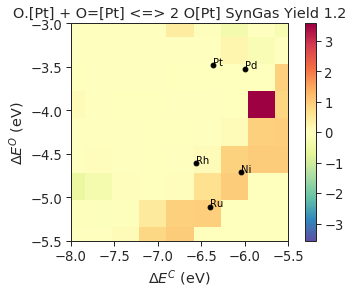 O.[Pt] + O=[Pt] <=> 2 O[Pt] SynGas Yield 1.2
ΔE^O (eV)
−3.0
−3.5
−4.0
−4.5
−5.0
−5.5
Pt
Pd
Rh
Ni
Ru
−8.0 −7.5 −7.0 −6.5 −6.0 −5.5
ΔE^C (eV)
3
2
1
0
−1
−2
−3